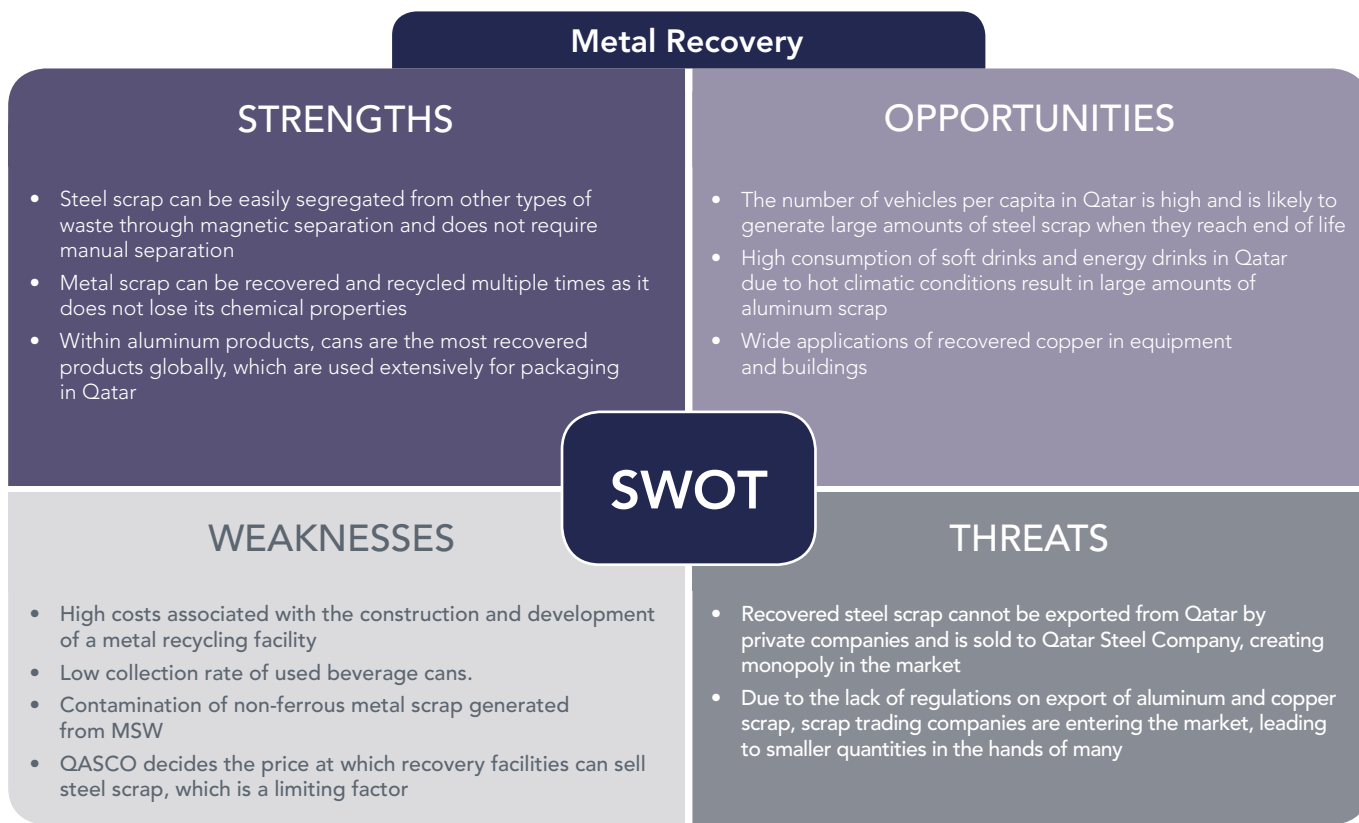 Metal Recovery
STRENGTHS
• Steel scrap can be easily segregated from other types of
waste through magnetic separation and does not require
manual separation
• Metal scrap can be recovered and recycled multiple times as it
does not lose its chemical properties
• Within aluminum products, cans are the most recovered
products globally, which are used extensively for packaging
in Qatar
OPPORTUNITIES
• The number of vehicles per capita in Qatar is high and is likely to
generate large amounts of steel scrap when they reach end of life
• High consumption of soft drinks and energy drinks in Qatar
due to hot climatic conditions result in large amounts of
aluminum scrap
• Wide applications of recovered copper in equipment
and buildings
SWOT
WEAKNESSES
• High costs associated with the construction and development
of a metal recycling facility
• Low collection rate of used beverage cans.
• Contamination of non-ferrous metal scrap generated
from MSW
• QASCO decides the price at which recovery facilities can sell
steel scrap, which is a limiting factor
THREATS
• Recovered steel scrap cannot be exported from Qatar by
private companies and is sold to Qatar Steel Company, creating
monopoly in the market
• Due to the lack of regulations on export of aluminum and copper
scrap, scrap trading companies are entering the market, leading
to smaller quantities in the hands of many